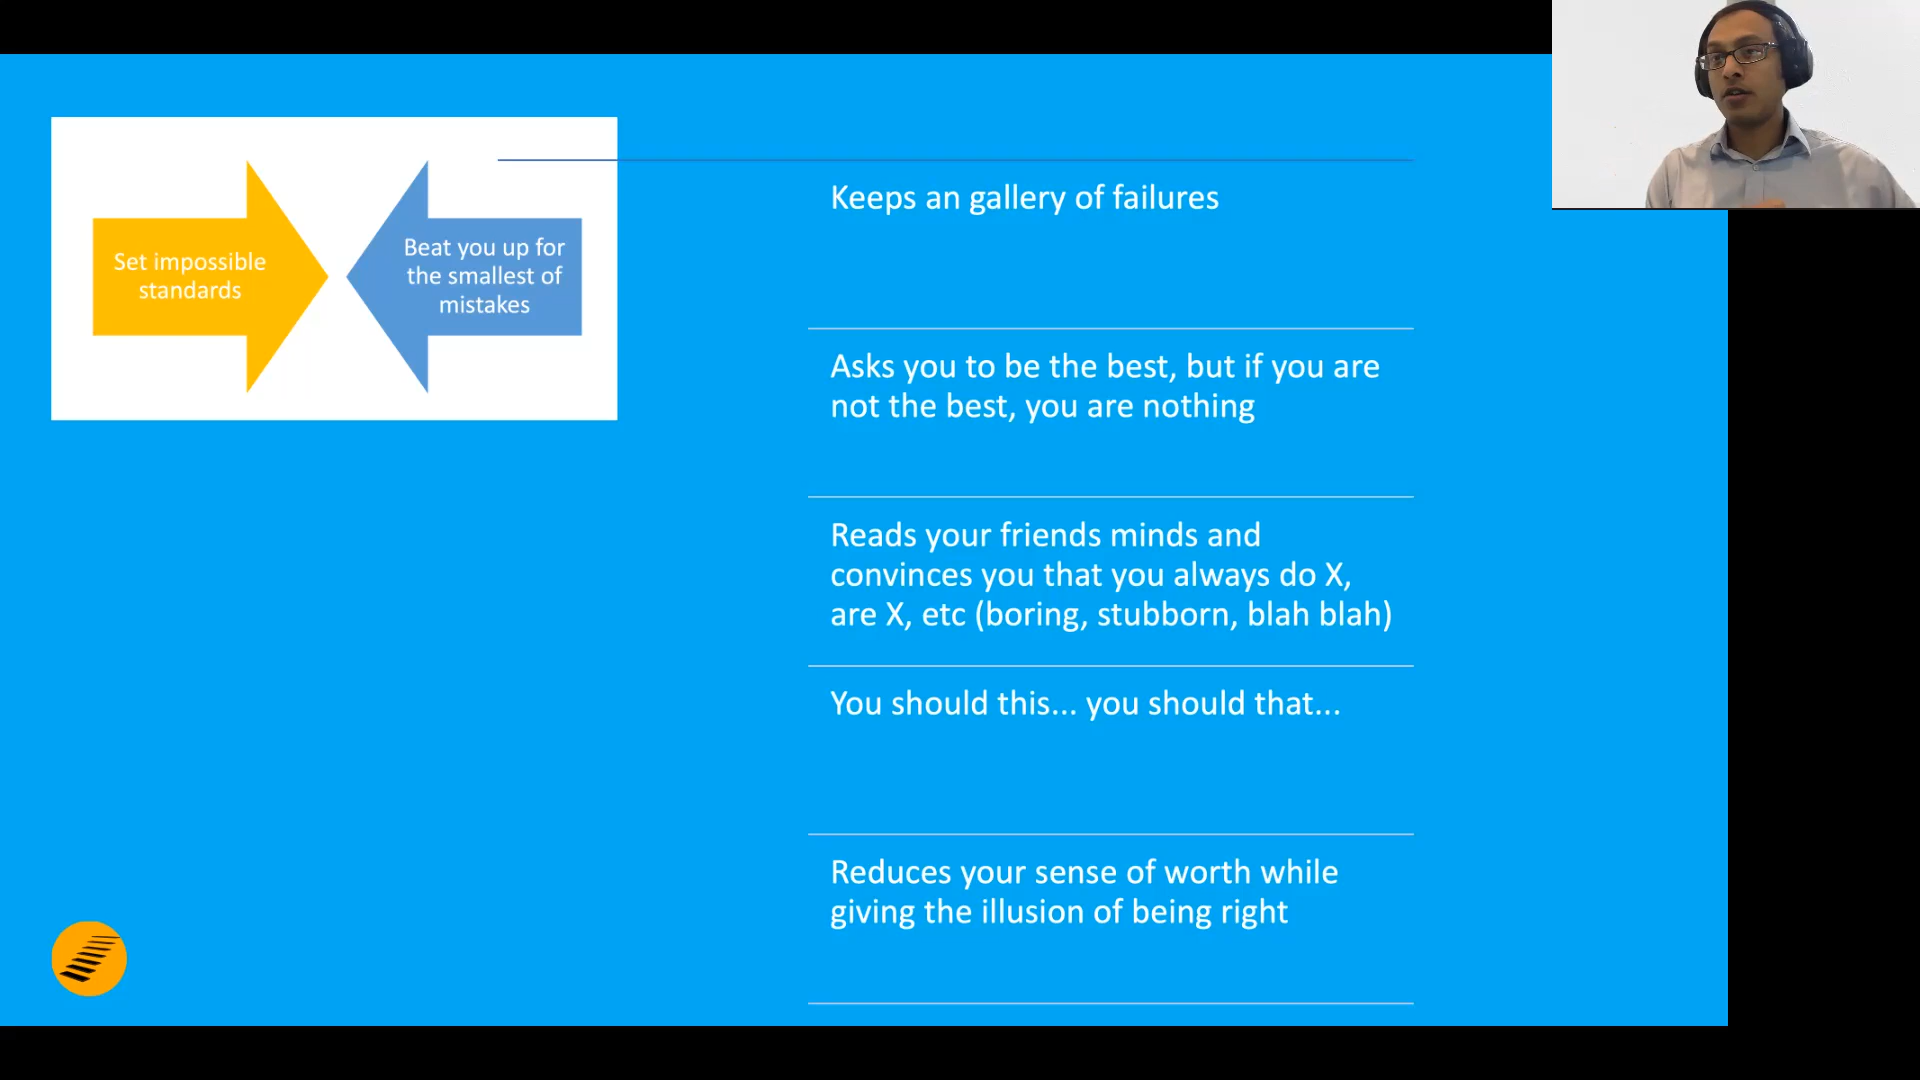 Set impossible
standards
Beat you up for
the smallest of
mistakes
Keeps an gallery of failures
Asks you to be the best, but if you are
not the best, you are nothing
Reads your friends minds and
convinces you that you always do X,
are X, etc (boring, stubborn, blah blah)
You should this... you should that...
Reduces your sense of worth while
giving the illusion of being right